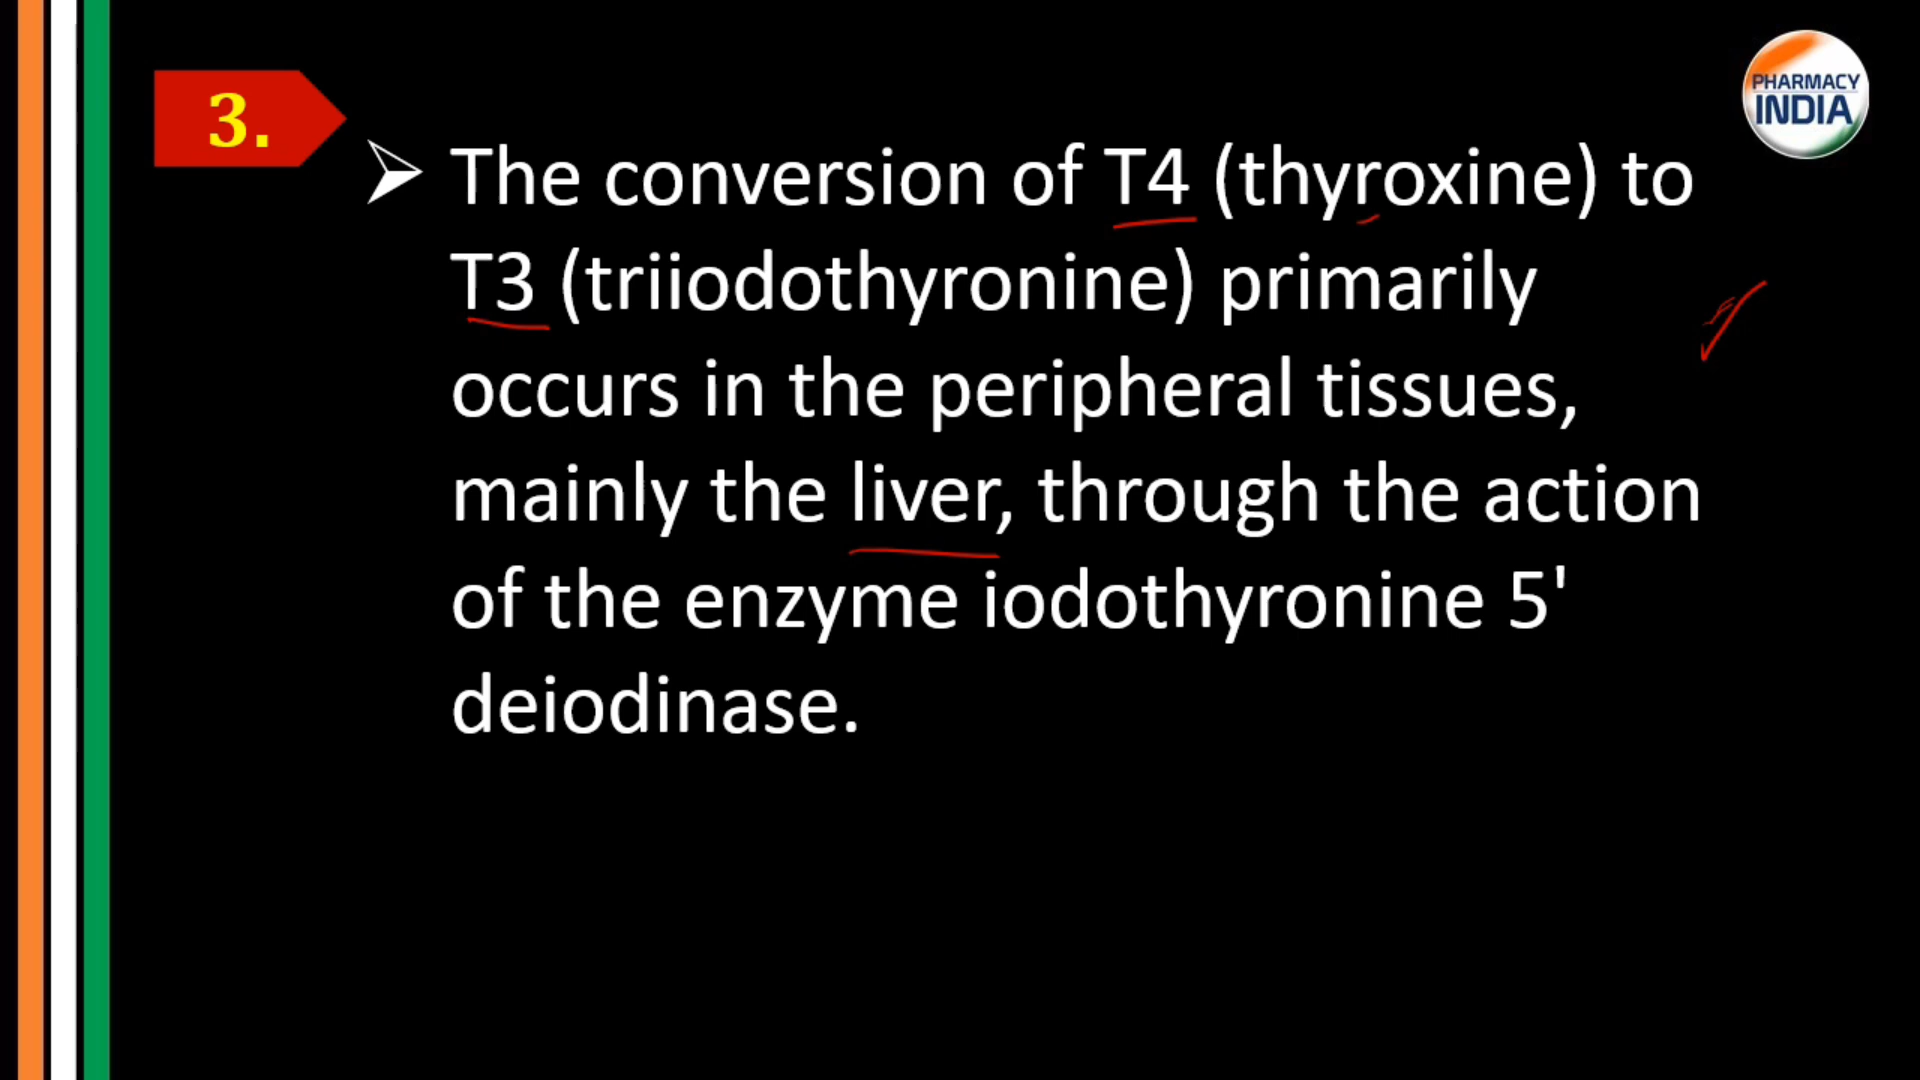 3.
PHARMACY
INDIA
➢ The conversion of T4 (thyroxine) to
T3 (triiodothyronine) primarily
occurs in the peripheral tissues,
mainly the liver, through the action
of the enzyme iodothyronine 5'
deiodinase.